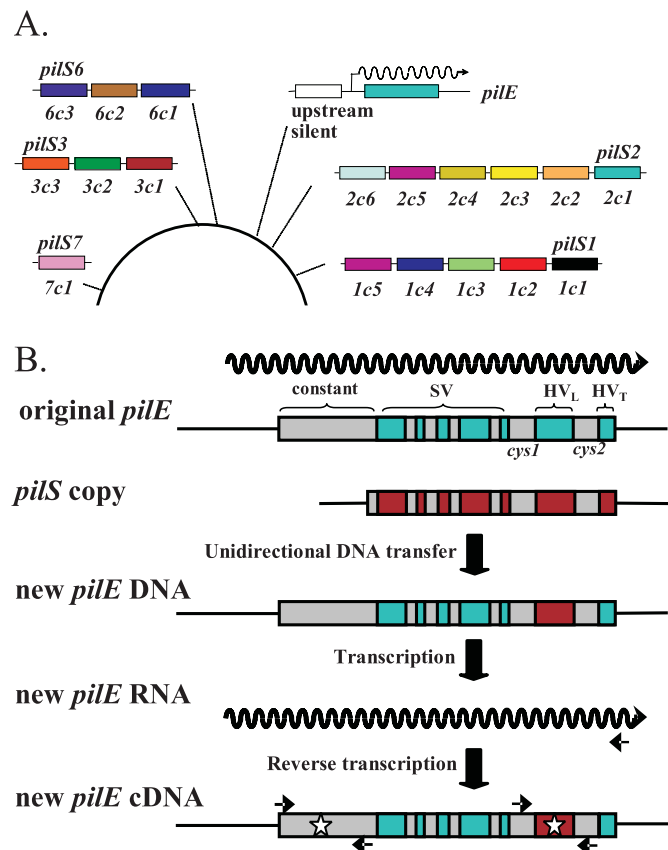 A.
pilS6
6c3 6c2 6c1
upstream
silent
pilE
pilS3
3c3 3c2 3c1
pilS2
2c6 2c5 2c4 2c3 2c2 2c1
pilS7
7c1
pilS1
1c5 1c4 1c3 1c2 1c1
B.
constant SV HVL HVT
original pilE
cys1 cys2
pilS copy
Unidirectional DNA transfer
new pilE DNA
Transcription
new pilE RNA
Reverse transcription
new pilE cDNA